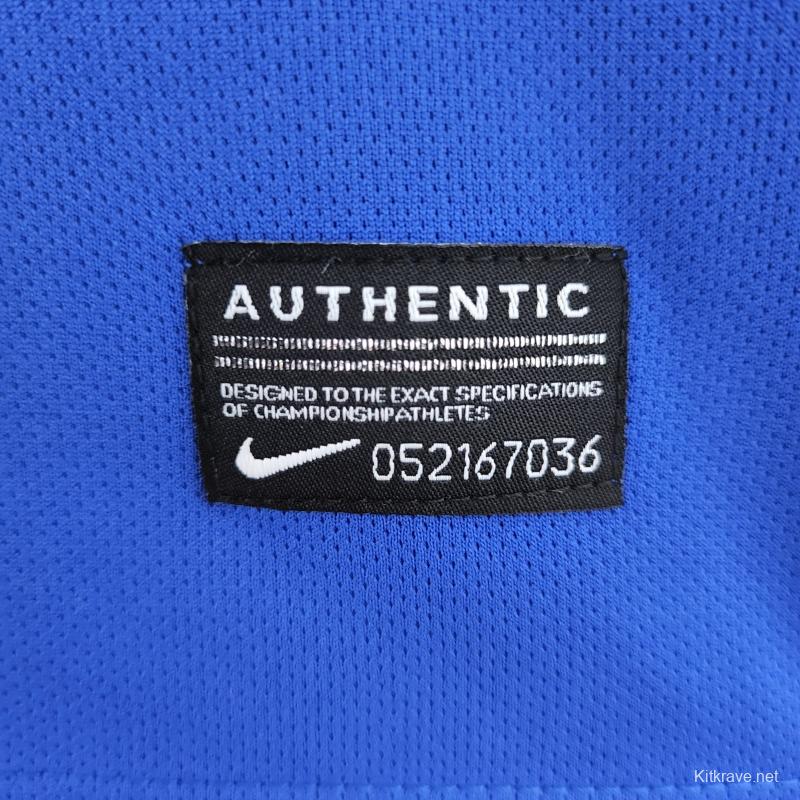 AUTHENTIC
DESIGNED TO THE EXACT SPECIFICATIONS
OF CHAMPIONSHIPATHLETES
052167036
Kitkrave.net